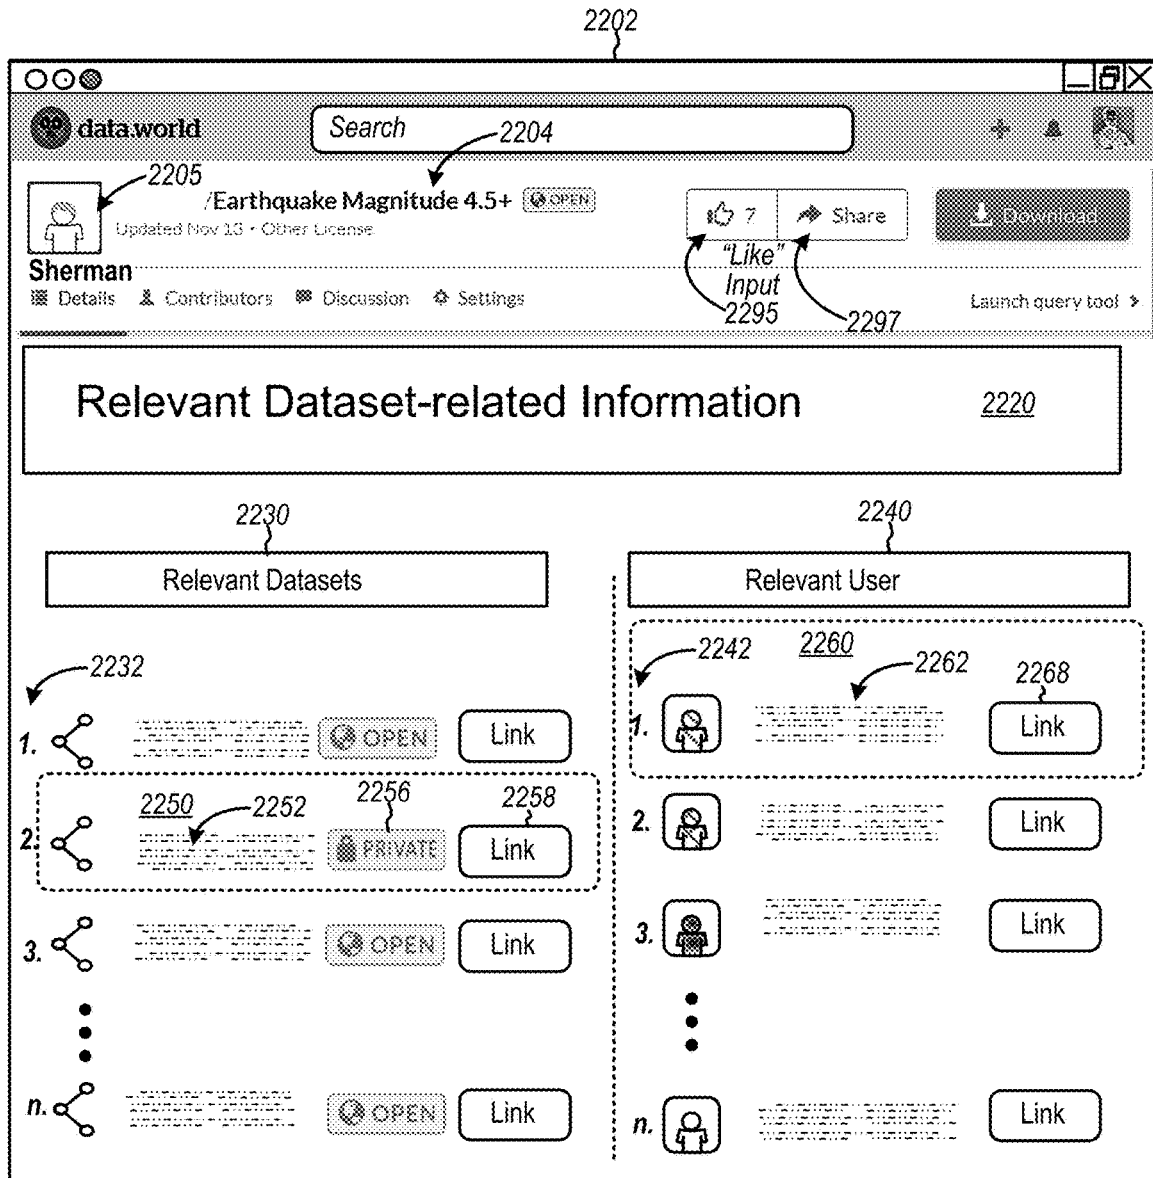 2202
data.world
Search
2204
2205
/Earthquake Magnitude 4.5+ OPEN
Updated Nov 13 • Other License
7 Share Download
Sherman
"Like"
Input
2295
2297
Details Contributors Discussion Settings
Launch query tool >
Relevant Dataset-related Information 2220
2230
2240
Relevant Datasets
Relevant User
2232
2242 2260 2262 2268
1. OPEN Link
1. Link
2250 2252 2256 2258
2. PRIVATE Link
2. Link
3. OPEN Link
3. Link
n. OPEN Link
n. Link